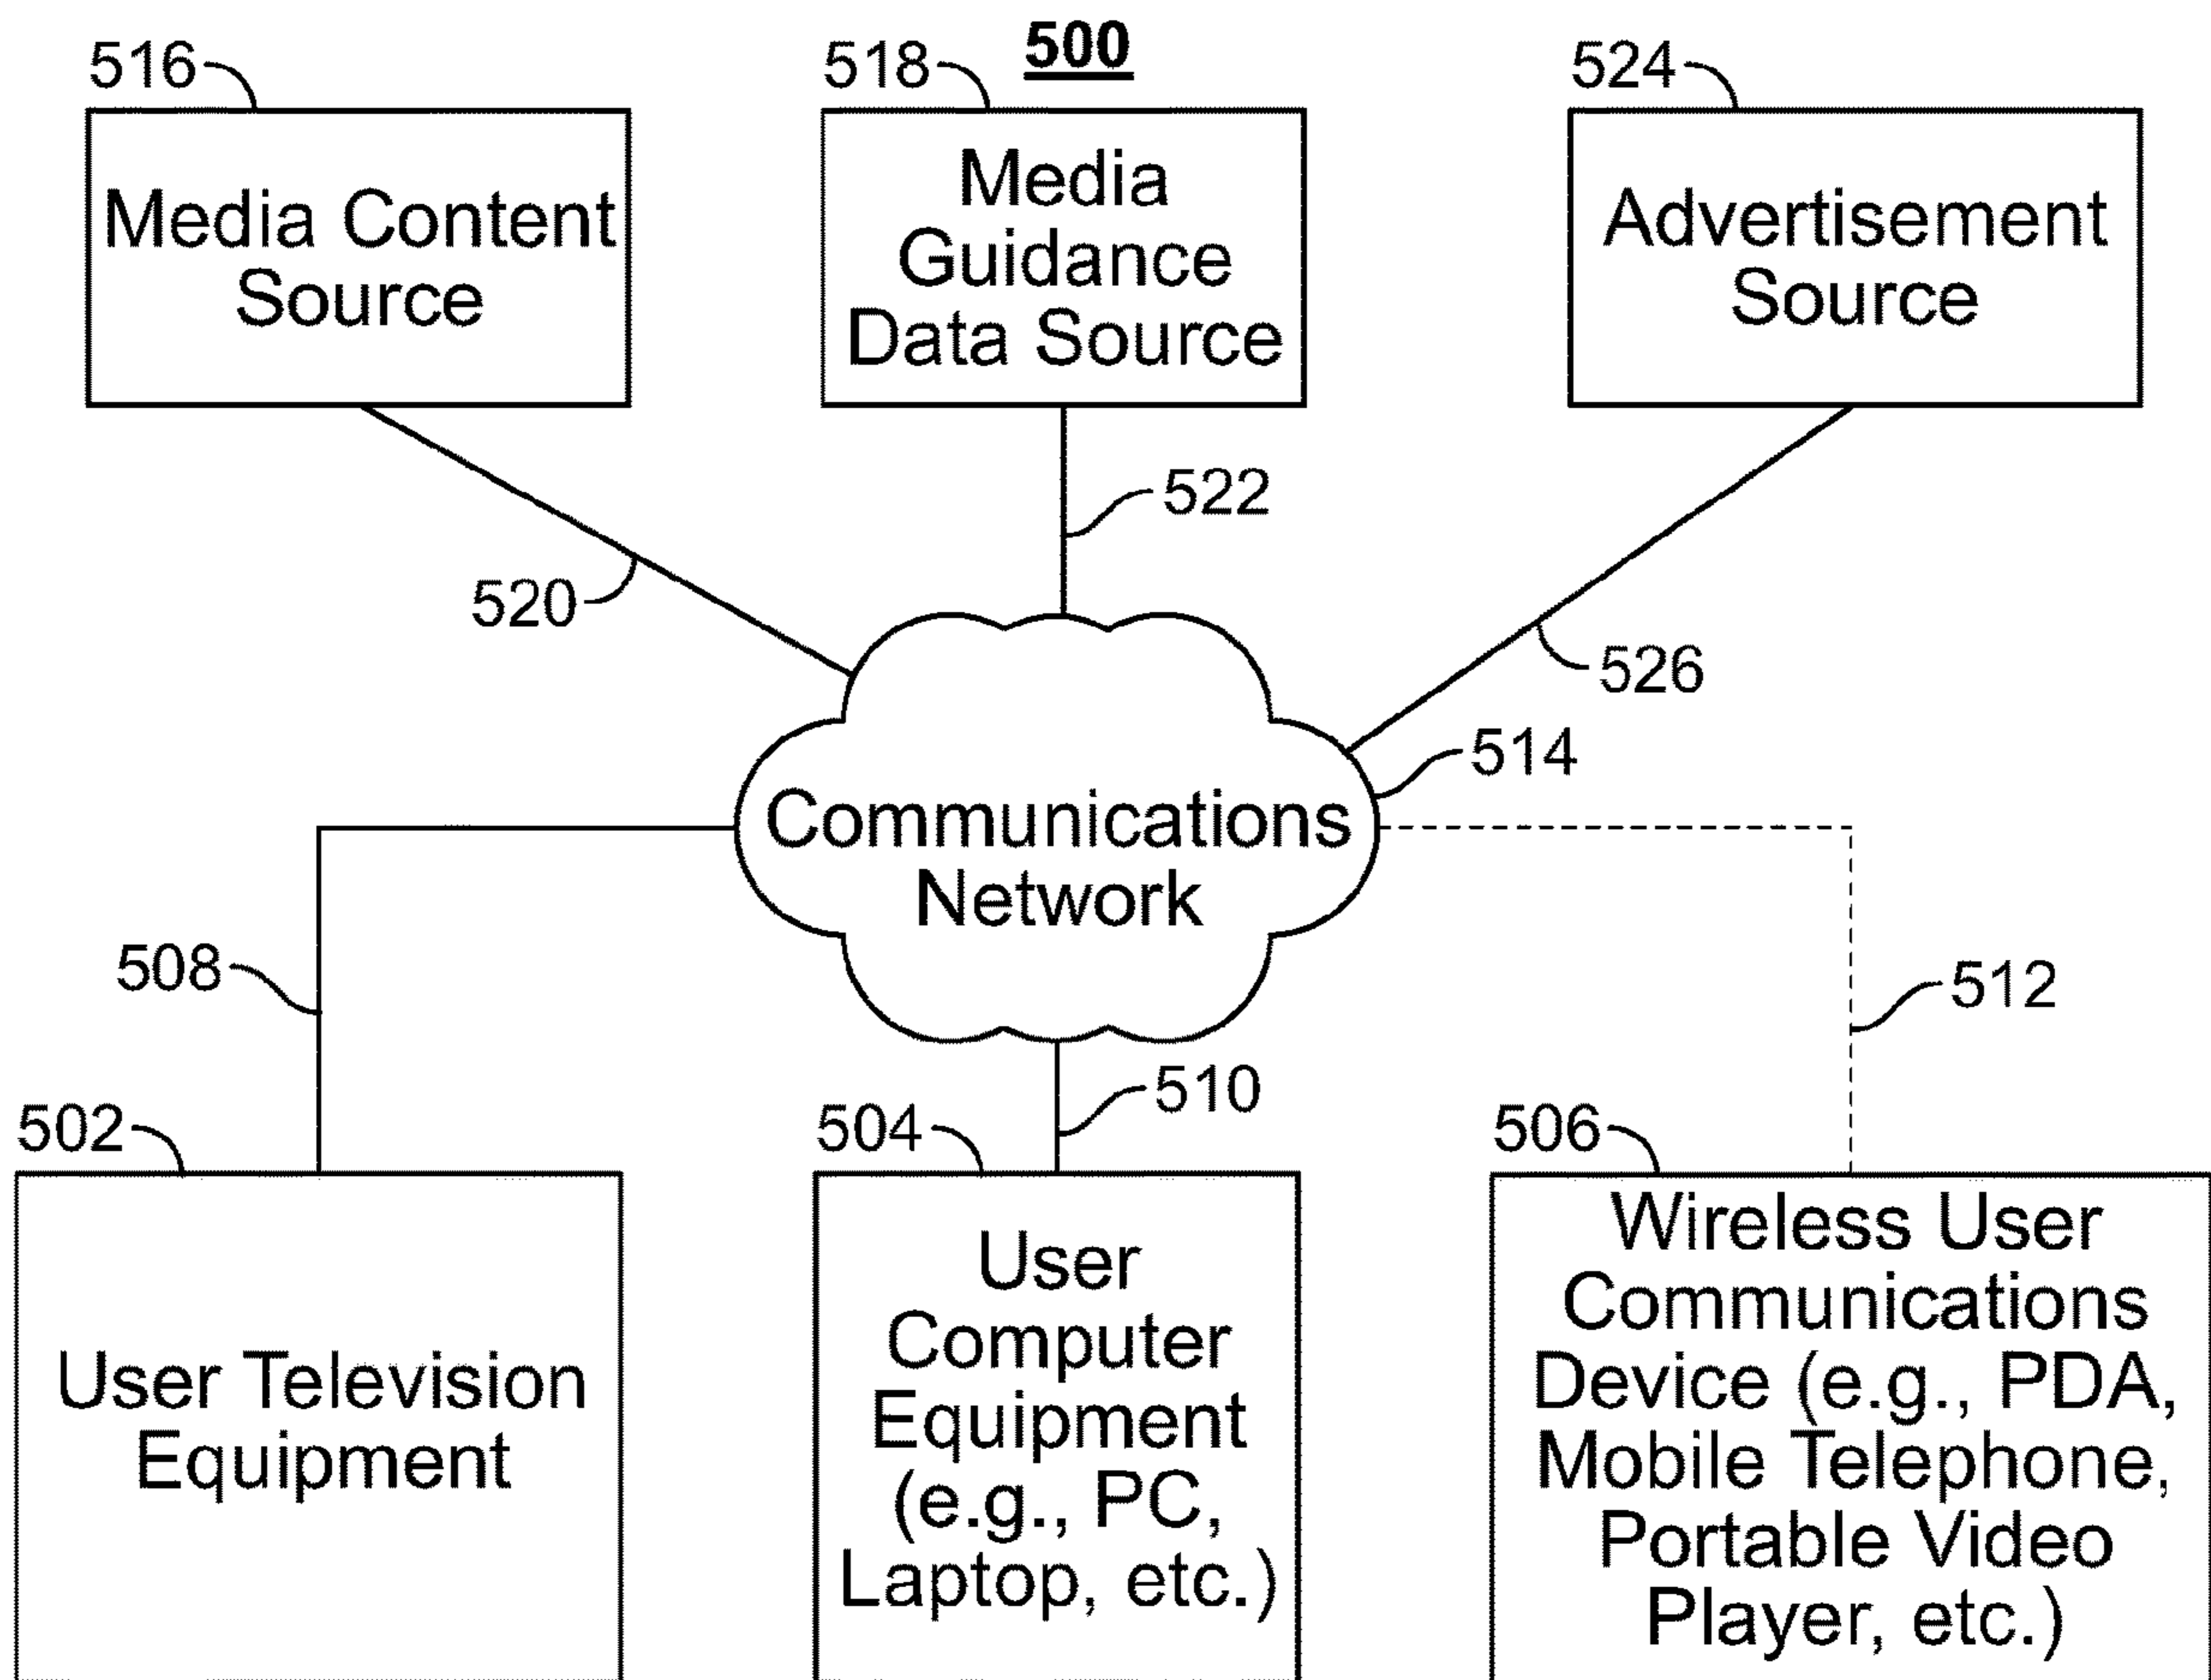 500
516
518
524
Media Content
Source
Media
Guidance
Data Source
Advertisement
Source
522
520
526
514
Communications
Network
508
512
510
502
504
506
User Television
Equipment
User
Computer
Equipment
(e.g., PC,
Laptop, etc.)
Wireless User
Communications
Device (e.g., PDA,
Mobile Telephone,
Portable Video
Player, etc.)